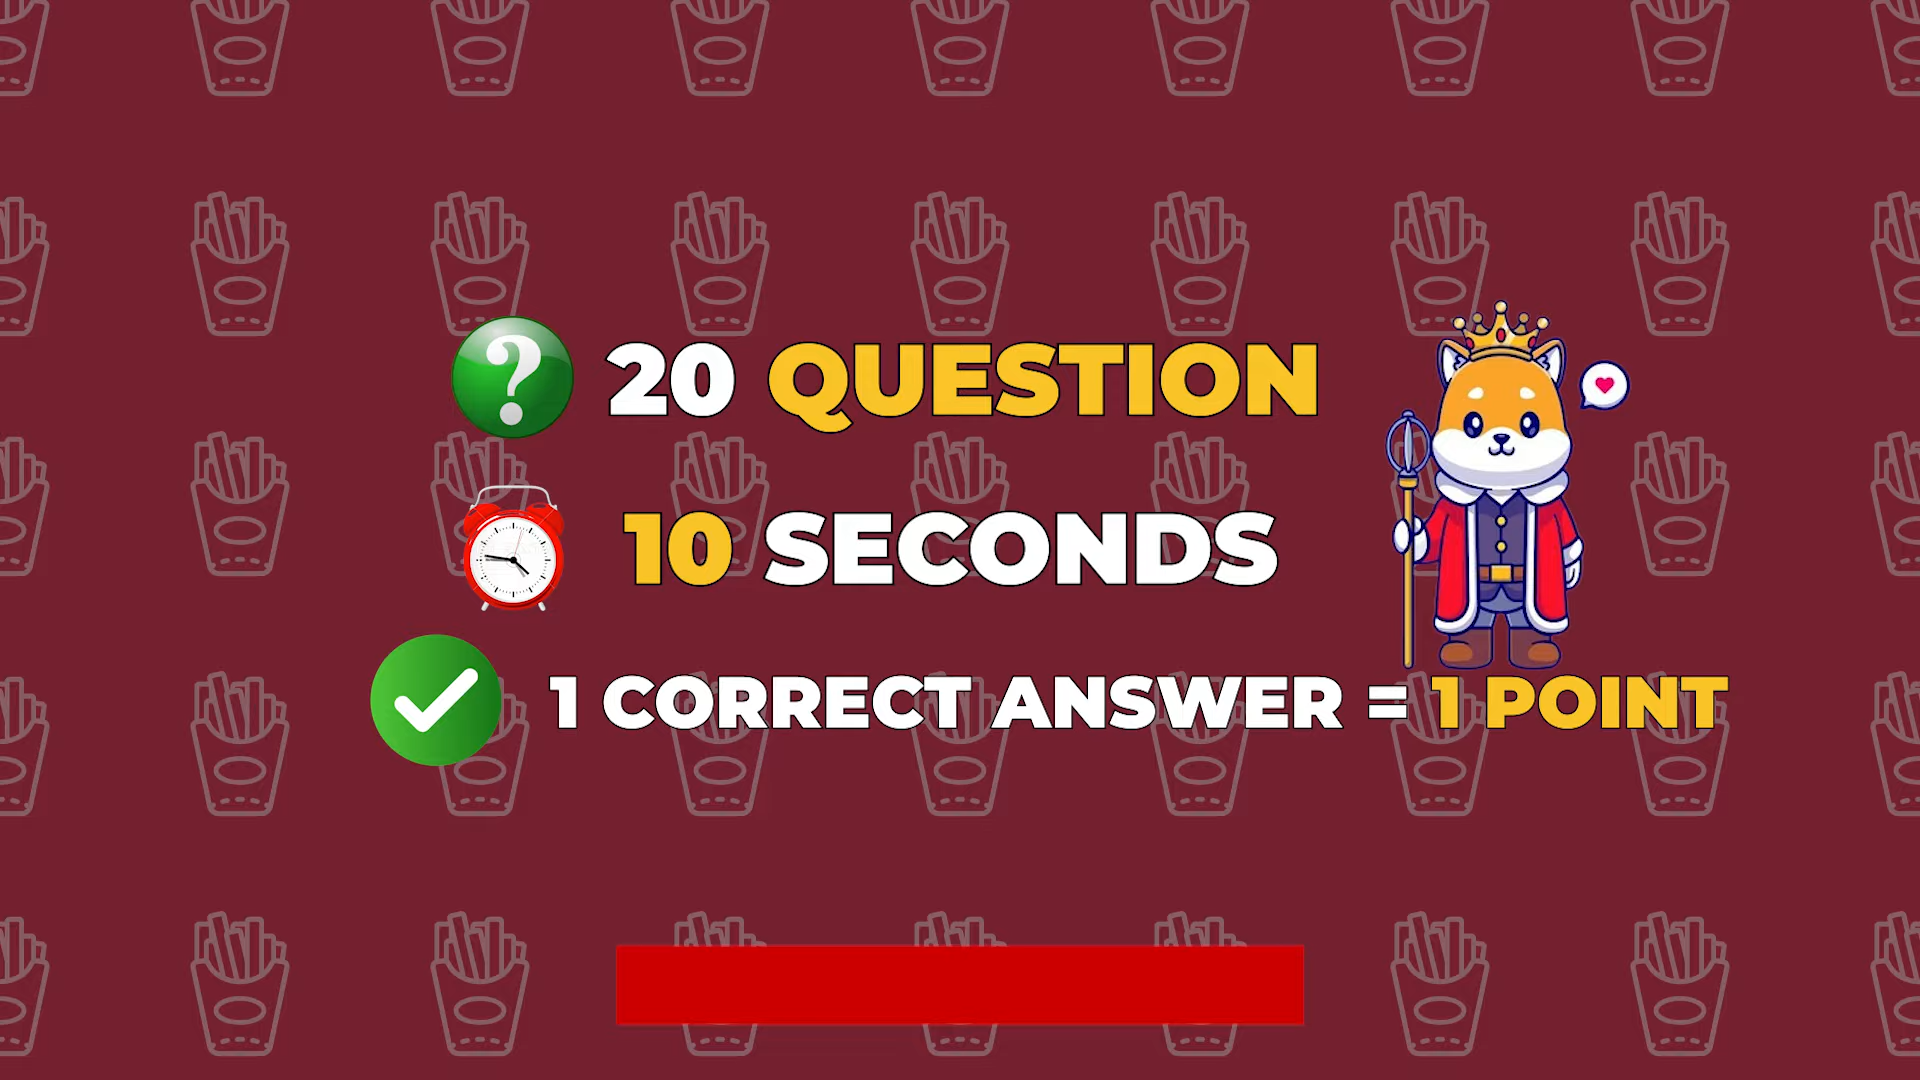 20 QUESTION
10 SECONDS
1 CORRECT ANSWER = 1 POINT